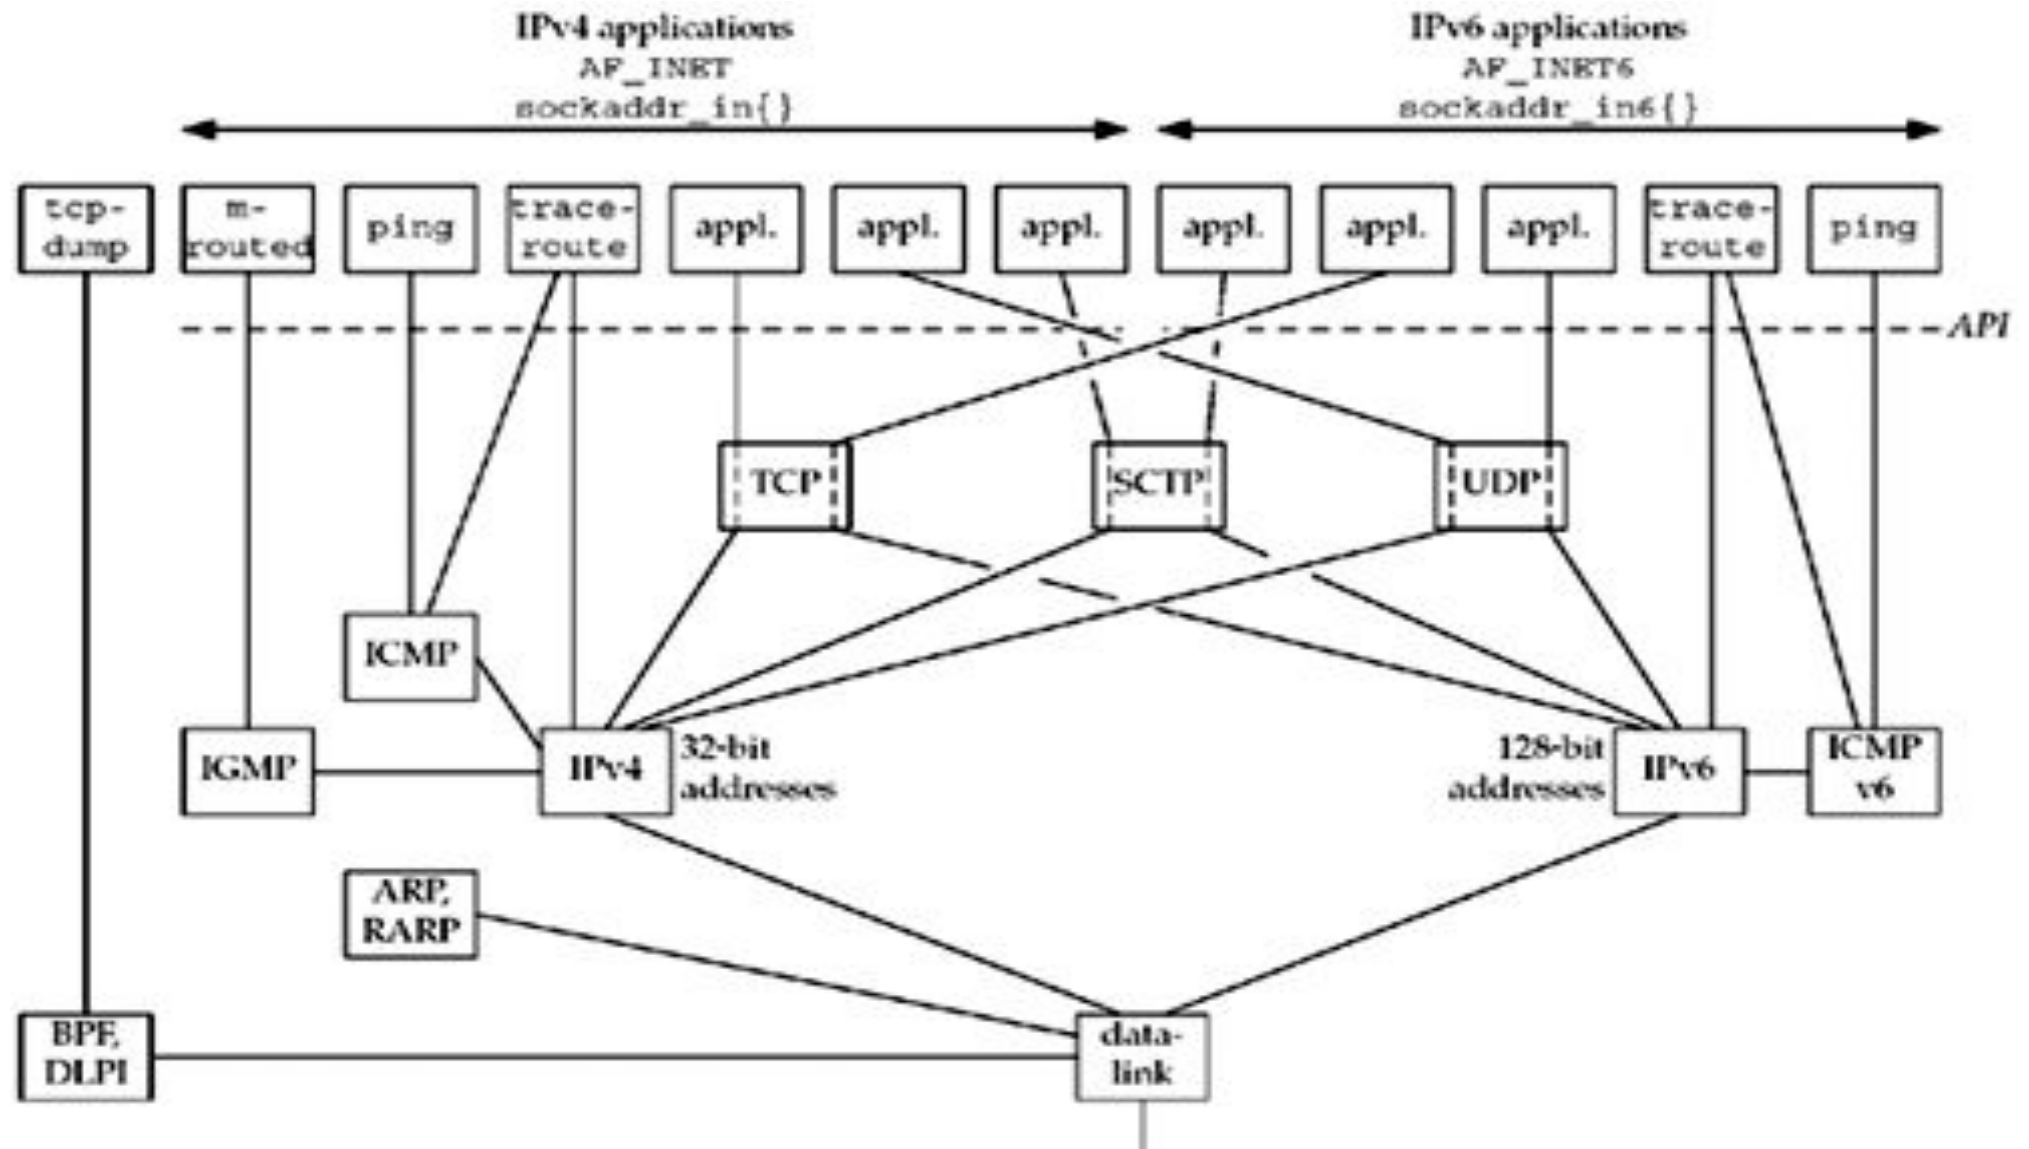 IPv4 applications
AF_INET
sockaddr_in{}
IPv6 applications
AF_INET6
sockaddr_in6{}
tcp-
dump
m-
routed
ping
trace-
route
appl.
appl.
appl.
appl.
appl.
appl.
trace-
route
ping
API
TCP
SCTP
UDP
ICMP
IGMP
IPv4
32-bit
addresses
128-bit
addresses
IPv6
ICMP
v6
ARP,
RARP
BPF,
DLPI
data-
link